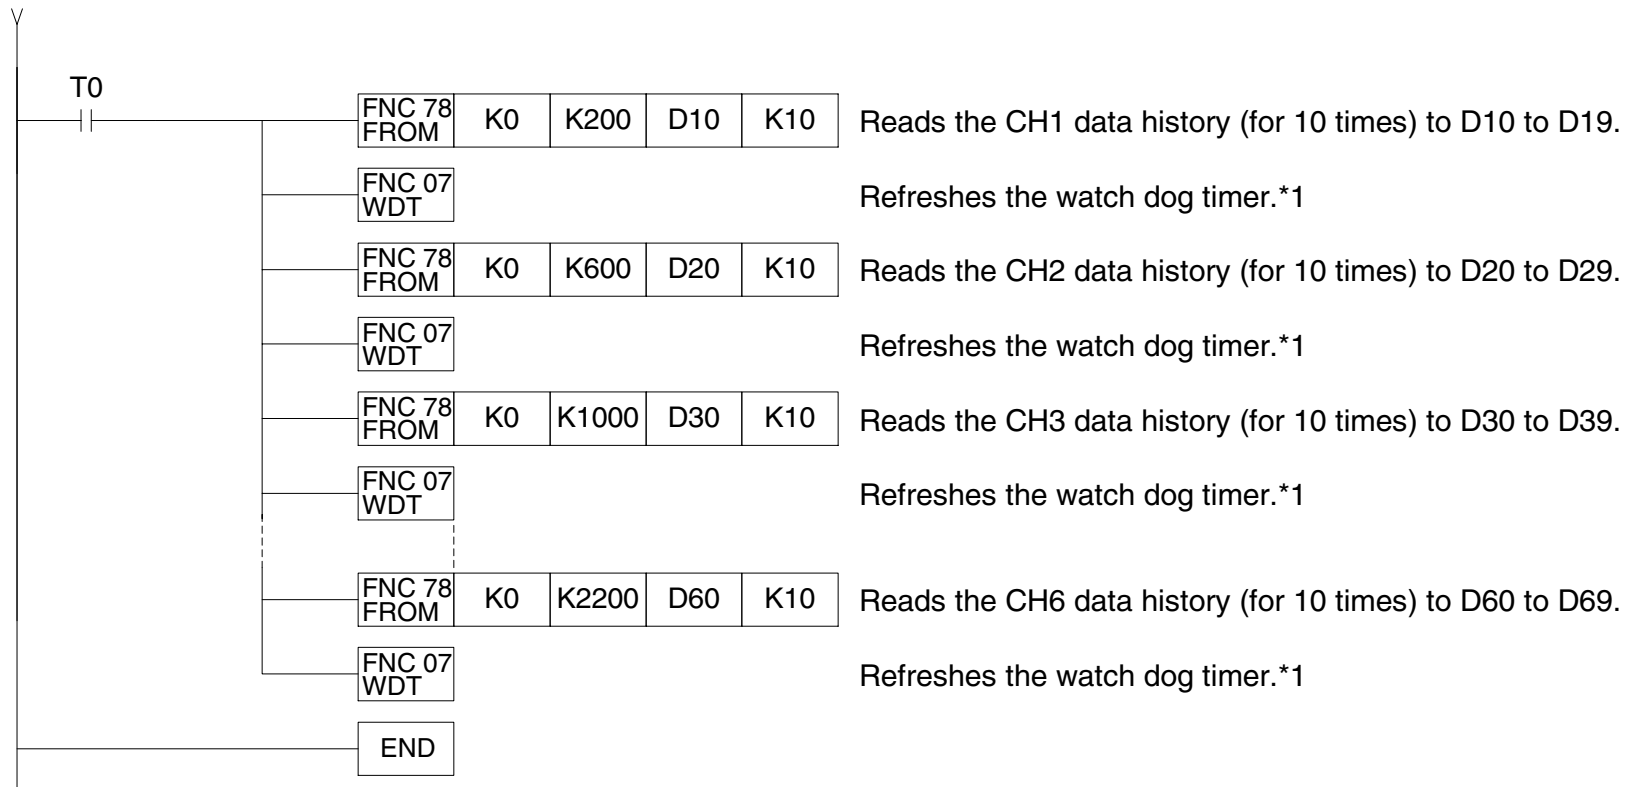 T0
FNC 78 FROM K0 K200 D10 K10 Reads the CH1 data history (for 10 times) to D10 to D19.
FNC 07 WDT Refreshes the watch dog timer.*1
FNC 78 FROM K0 K600 D20 K10 Reads the CH2 data history (for 10 times) to D20 to D29.
FNC 07 WDT Refreshes the watch dog timer.*1
FNC 78 FROM K0 K1000 D30 K10 Reads the CH3 data history (for 10 times) to D30 to D39.
FNC 07 WDT Refreshes the watch dog timer.*1
FNC 78 FROM K0 K2200 D60 K10 Reads the CH6 data history (for 10 times) to D60 to D69.
FNC 07 WDT Refreshes the watch dog timer.*1
END